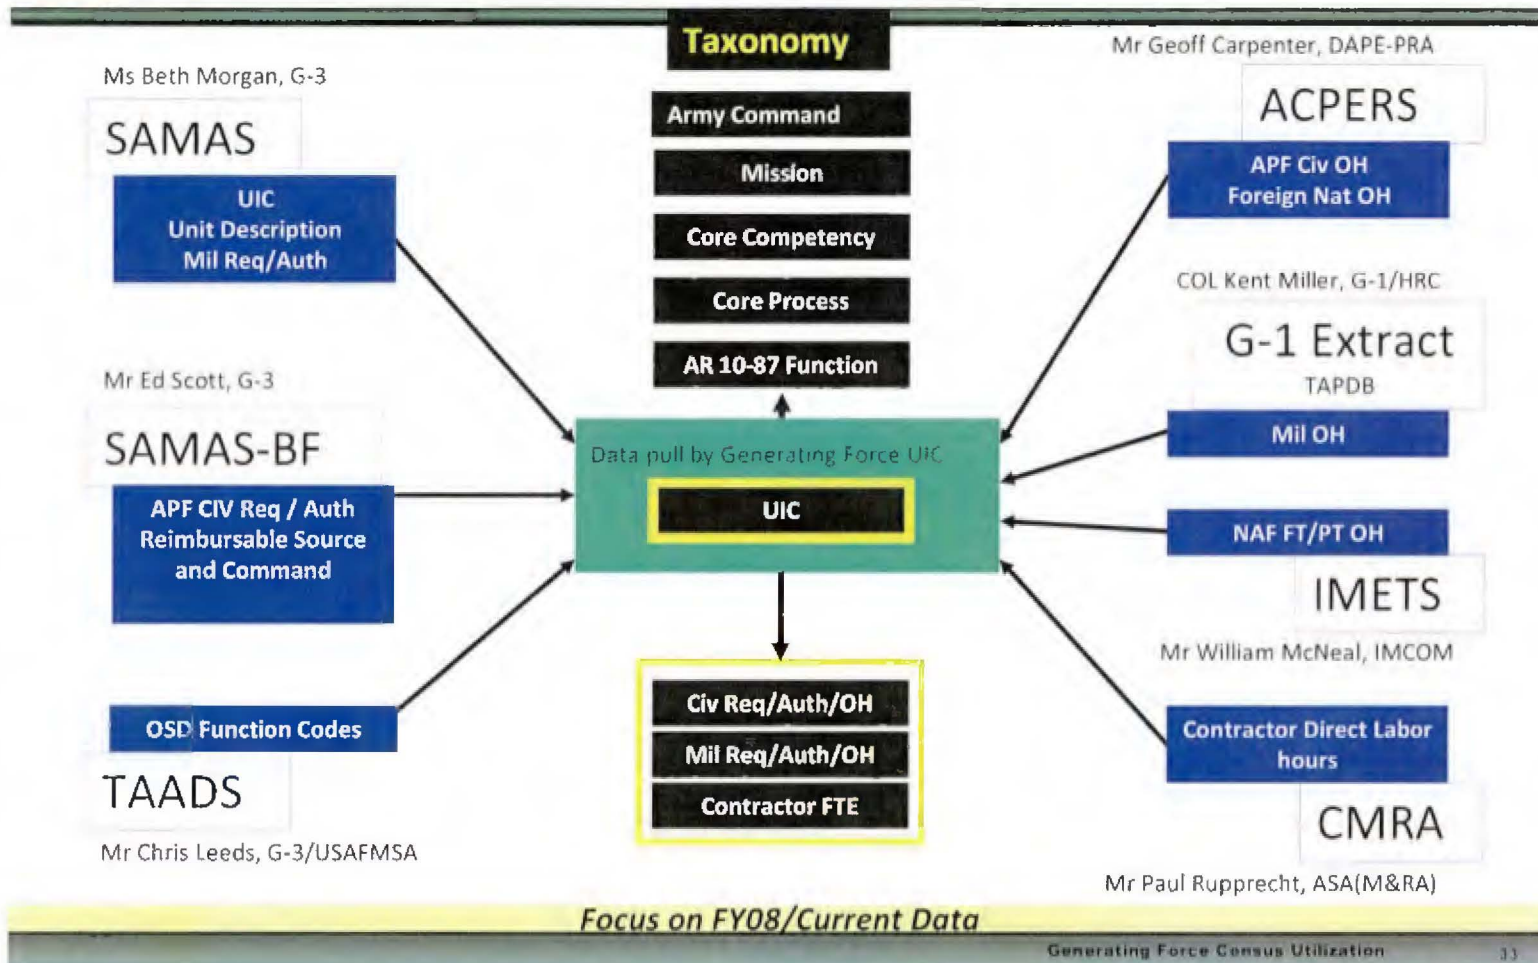 Taxonomy
Army Command
Mission
Core Competency
Core Process
AR 10-87 Function
Ms Beth Morgan, G-3
SAMAS
UIC
Unit Description
Mil Req/Auth
Mr Ed Scott, G-3
SAMAS-BF
APF CIV Req / Auth
Reimbursable Source
and Command
OSD Function Codes
TAADS
Mr Chris Leeds, G-3/USAFMSA
Data pull by Generating Force UIC
UIC
Civ Req/Auth/OH
Mil Req/Auth/OH
Contractor FTE
Mr Geoff Carpenter, DAPE-PRA
ACPERS
APF Civ OH
Foreign Nat OH
COL Kent Miller, G-1/HRC
G-1 Extract
TAPDB
Mil OH
NAF FT/PT OH
IMETS
Mr William McNeal, IMCOM
Contractor Direct Labor
hours
CMRA
Mr Paul Rupprecht, ASA(M&RA)
Focus on FY08/Current Data
Generating Force Census Utilization
33